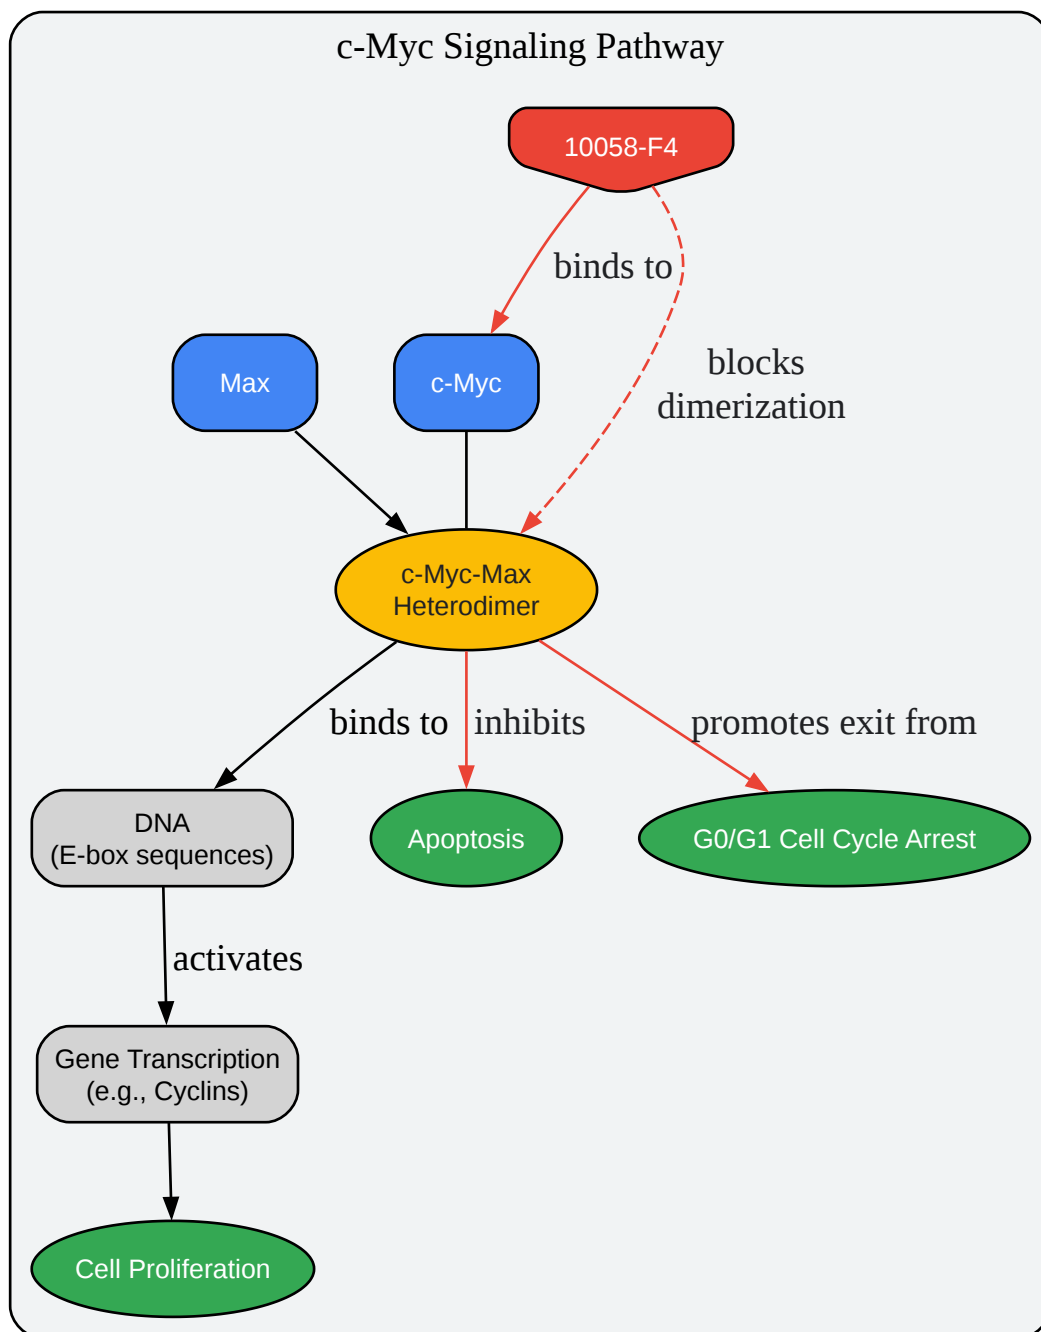 c-Myc Signaling Pathway
10058-F4
binds to
Max
c-Myc
blocks
dimerization
c-Myc-Max
Heterodimer
binds to
inhibits
promotes exit from
DNA
(E-box sequences)
Apoptosis
G0/G1 Cell Cycle Arrest
activates
Gene Transcription
(e.g., Cyclins)
Cell Proliferation